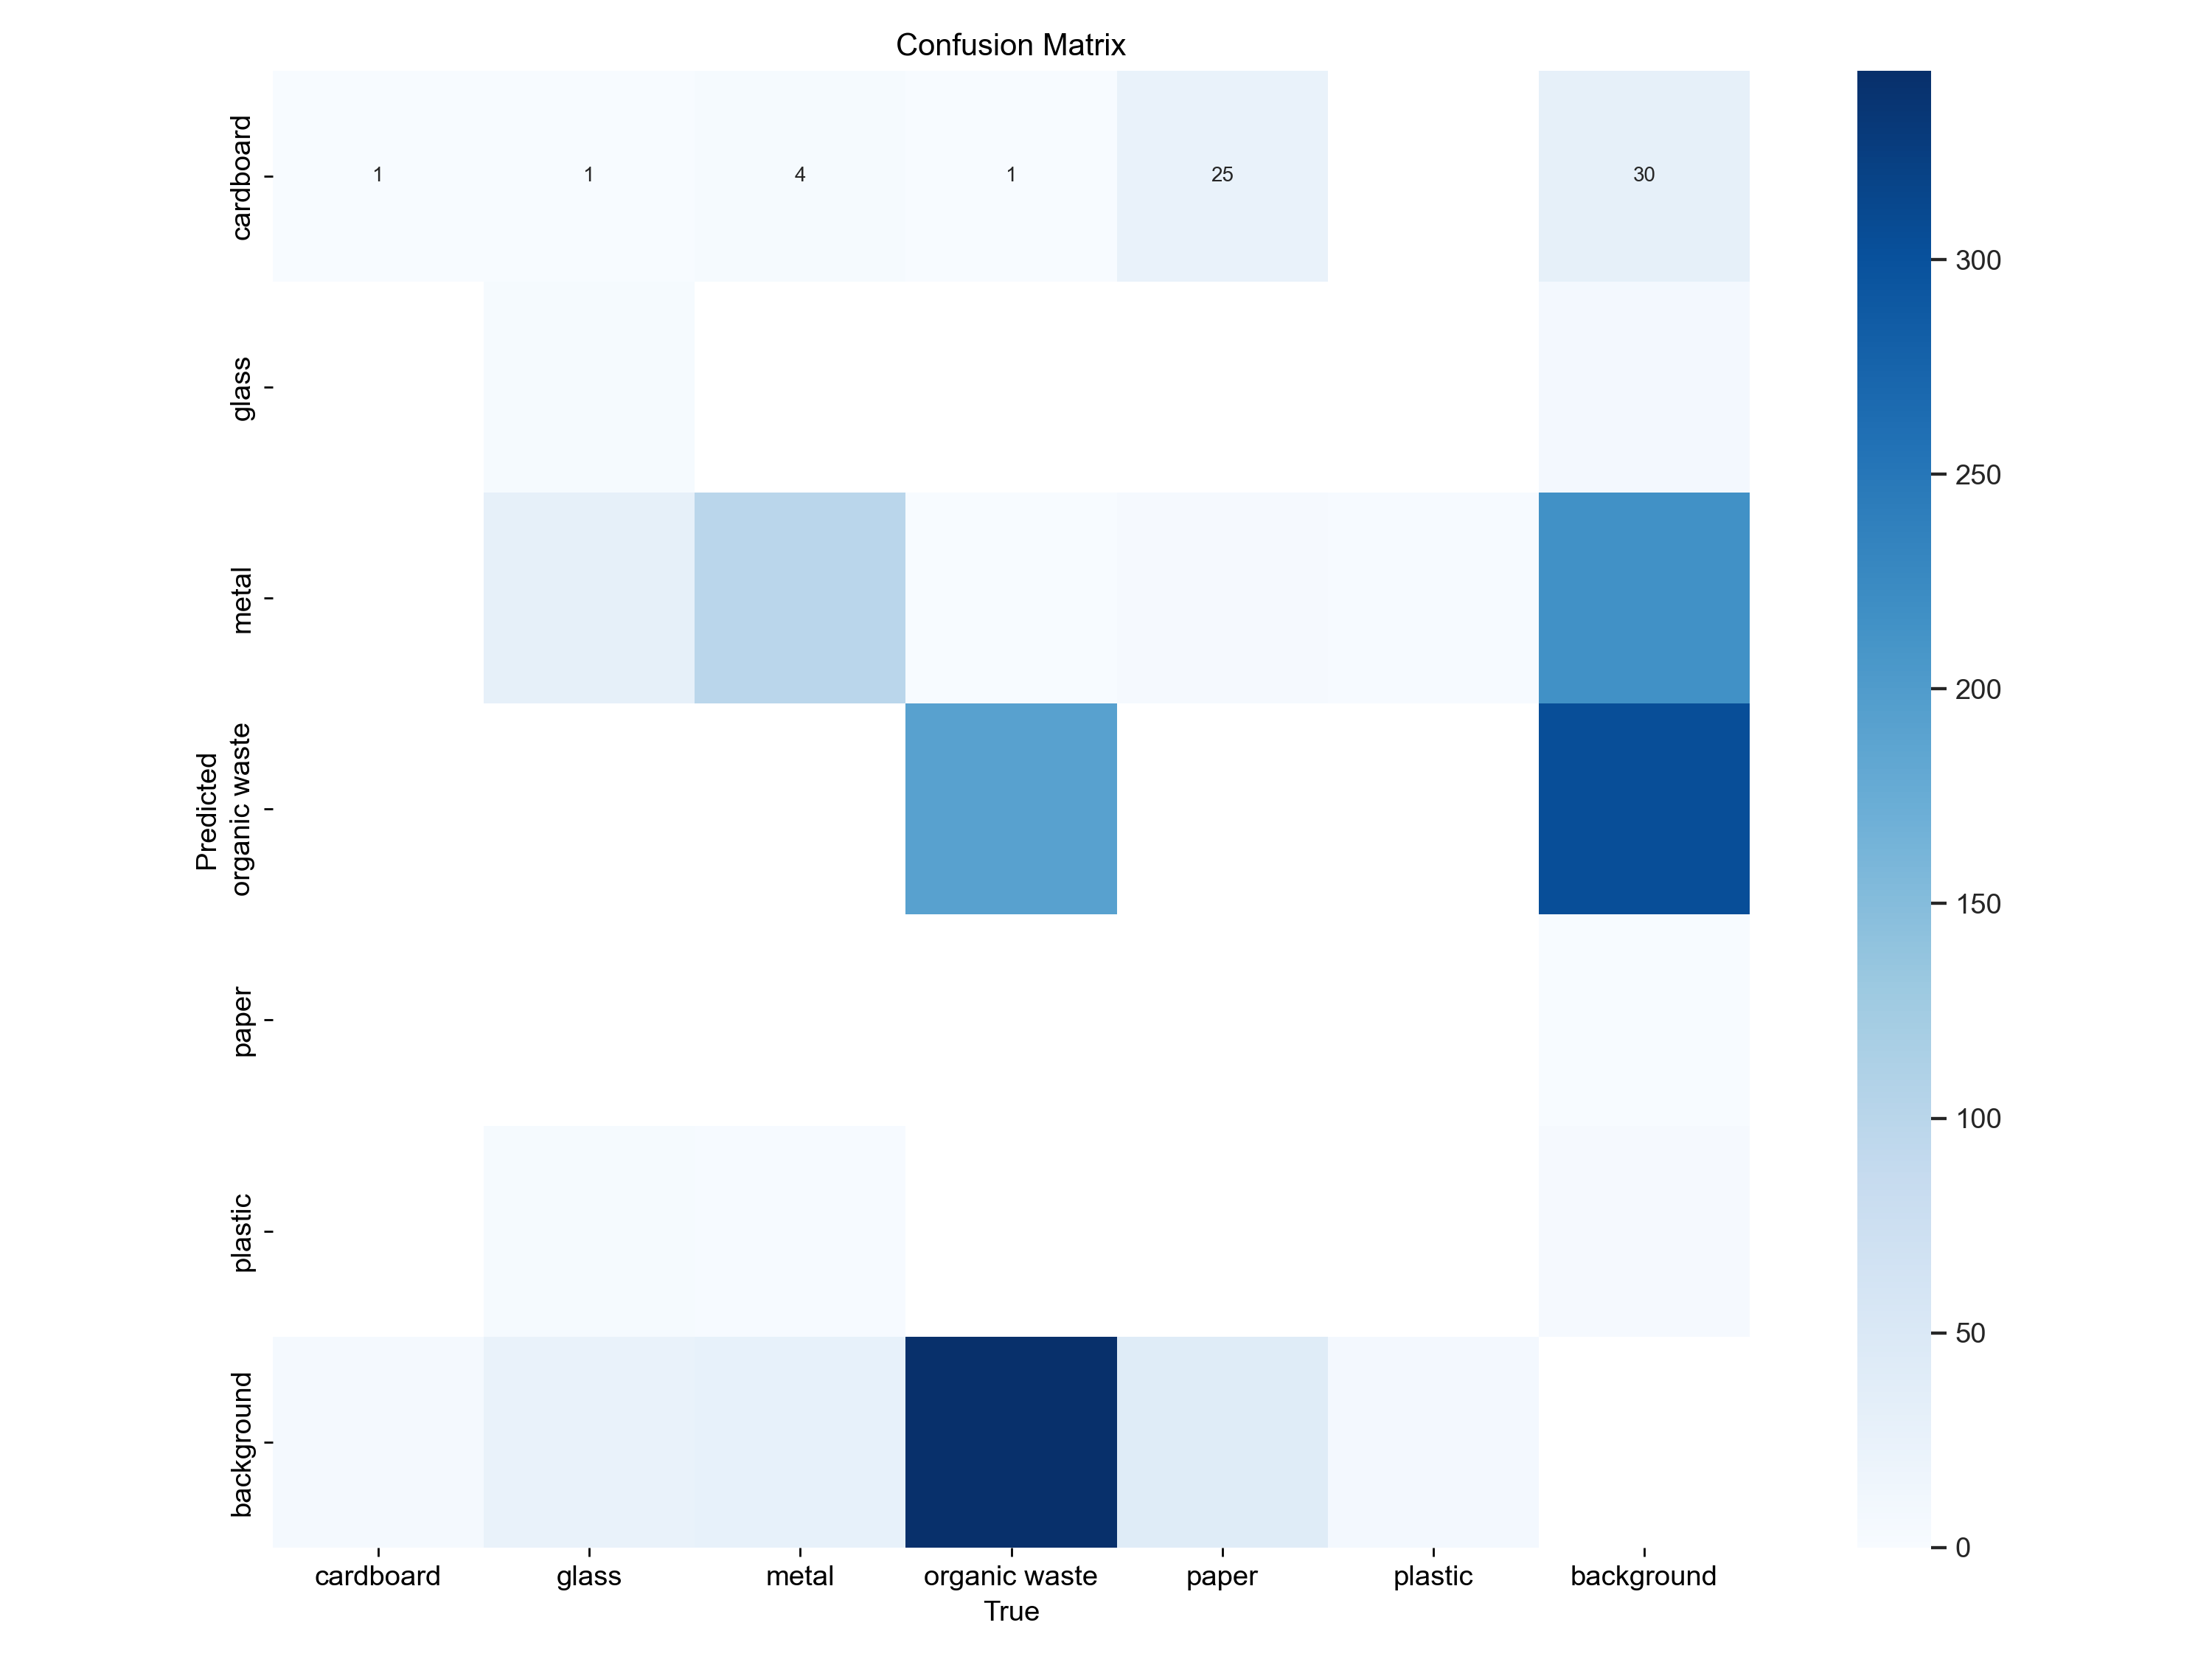 Confusion Matrix
cardboard
1 1 4 1 25 30
glass
metal
organic waste
paper
plastic
background
Predicted
cardboard glass metal organic waste paper plastic background
True
300
250
200
150
100
50
0